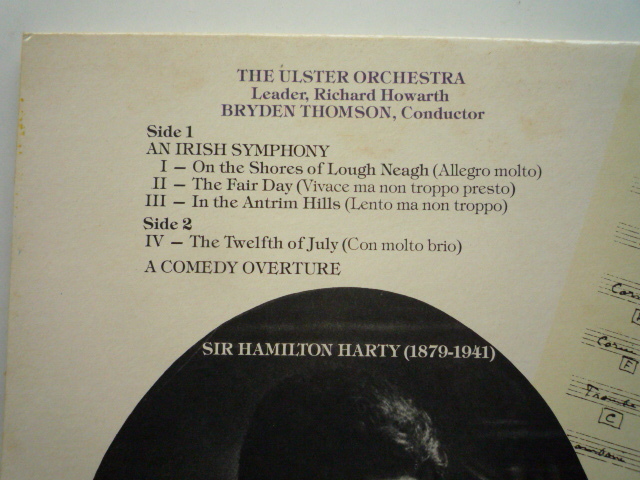 THE ULSTER ORCHESTRA
Leader, Richard Howarth
BRYDEN THOMSON, Conductor
Side 1
AN IRISH SYMPHONY
I – On the Shores of Lough Neagh (Allegro molto)
II – The Fair Day (Vivace ma non troppo presto)
III – In the Antrim Hills (Lento ma non troppo)
Side 2
IV – The Twelfth of July (Con molto brio)
A COMEDY OVERTURE
SIR HAMILTON HARTY (1879-1941)
F
C